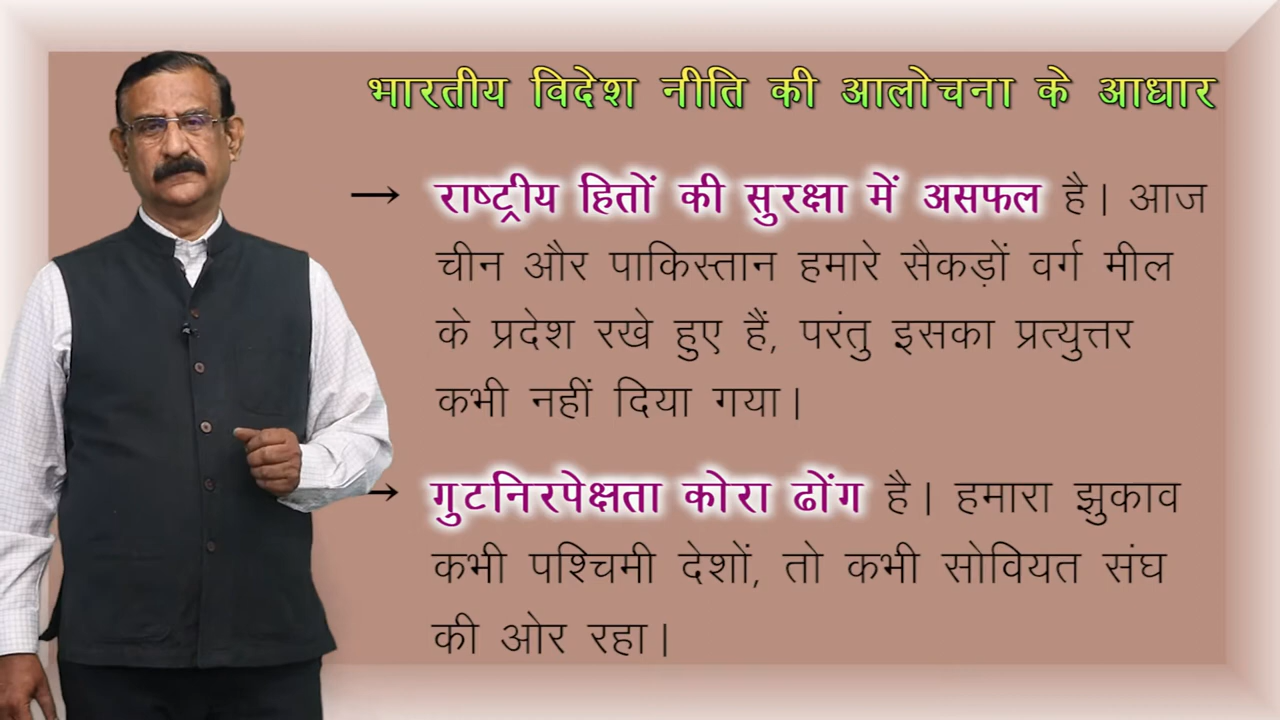 भारतीय विदेश नीति की आलोचना के आधार
→ राष्ट्रीय हितों की सुरक्षा में असफल है। आज
चीन और पाकिस्तान हमारे सैकड़ों वर्ग मील
के प्रदेश रखे हुए हैं, परंतु इसका प्रत्युत्तर
कभी नहीं दिया गया।
→ गुटनिरपेक्षता कोरा ढोंग है। हमारा झुकाव
कभी पश्चिमी देशों, तो कभी सोवियत संघ
की ओर रहा।